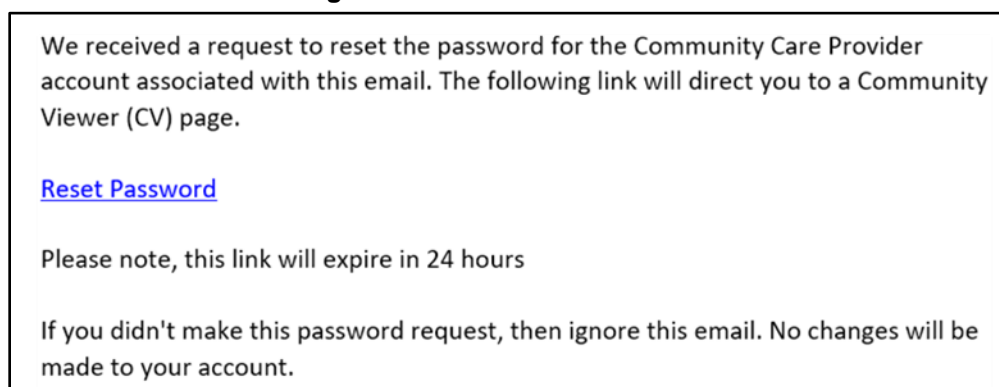 We received a request to reset the password for the Community Care Provider
account associated with this email. The following link will direct you to a Community
Viewer (CV) page.
Reset Password
Please note, this link will expire in 24 hours
If you didn't make this password request, then ignore this email. No changes will be
made to your account.